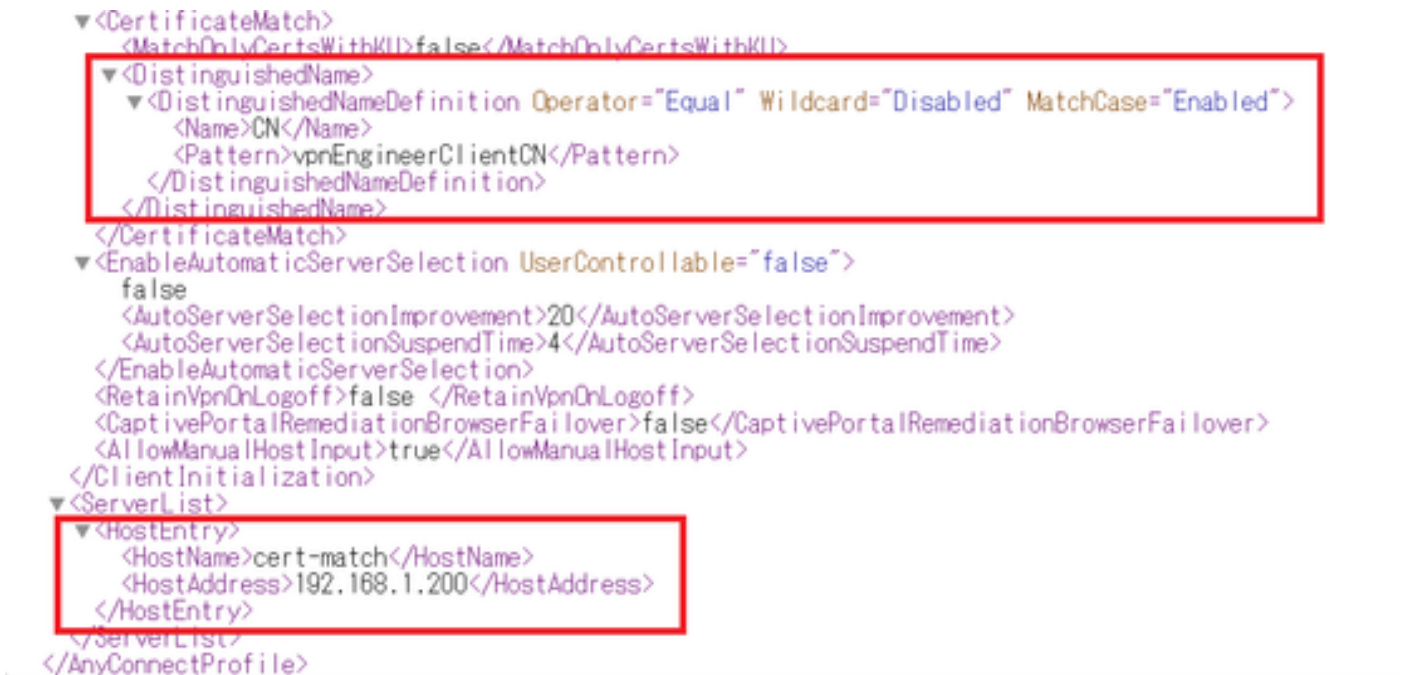 ▼<CertificateMatch>
<MatchOnlyCertsWithKU>false</MatchOnlyCertsWithKU>
▼<DistinguishedName>
▼<DistinguishedNameDefinition Operator="Equal" Wildcard="Disabled" MatchCase="Enabled">
<Name>CN</Name>
<Pattern>vpnEngineerClientCN</Pattern>
</DistinguishedNameDefinition>
</DistinguishedName>
</CertificateMatch>
▼<EnableAutomaticServerSelection UserControllable="false">
false
<AutoServerSelectionImprovement>20</AutoServerSelectionImprovement>
<AutoServerSelectionSuspendTime>4</AutoServerSelectionSuspendTime>
</EnableAutomaticServerSelection>
<RetainVpnOnLogoff>false </RetainVpnOnLogoff>
<CaptivePortalRemediationBrowserFailover>false</CaptivePortalRemediationBrowserFailover>
<AllowManualHostInput>true</AllowManualHostInput>
</ClientInitialization>
▼<ServerList>
▼<HostEntry>
<HostName>cert-match</HostName>
<HostAddress>192.168.1.200</HostAddress>
</HostEntry>
</ServerList>
</AnyConnectProfile>